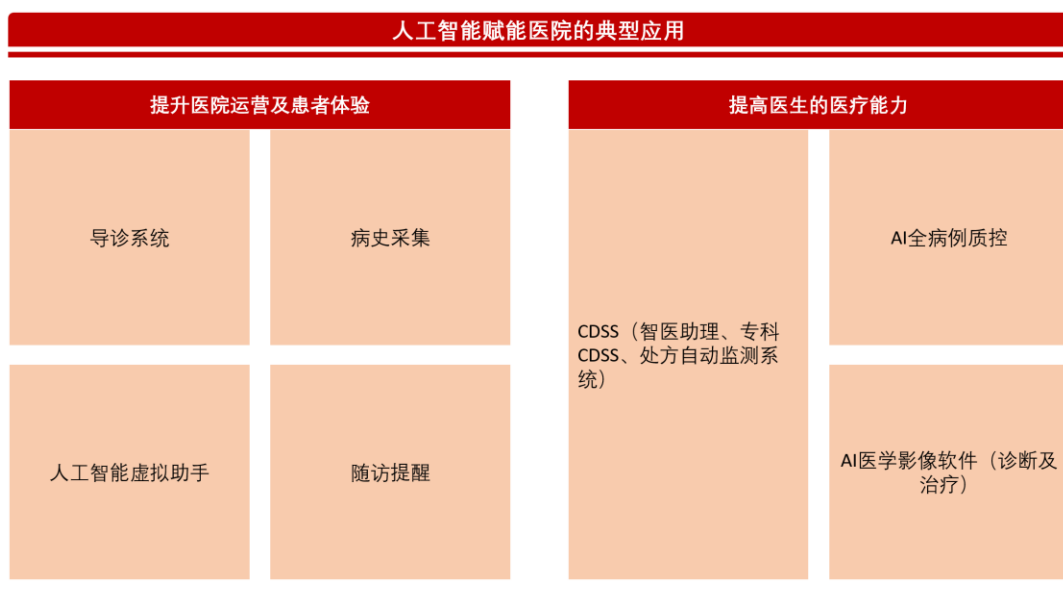 人工智能赋能医院的典型应用
提升医院运营及患者体验
导诊系统
病史采集
人工智能虚拟助手
随访提醒
提高医生的医疗能力
CDSS（智医助理、专科
CDSS、处方自动监测系
统）
AI全病例质控
AI医学影像软件（诊断及
治疗）